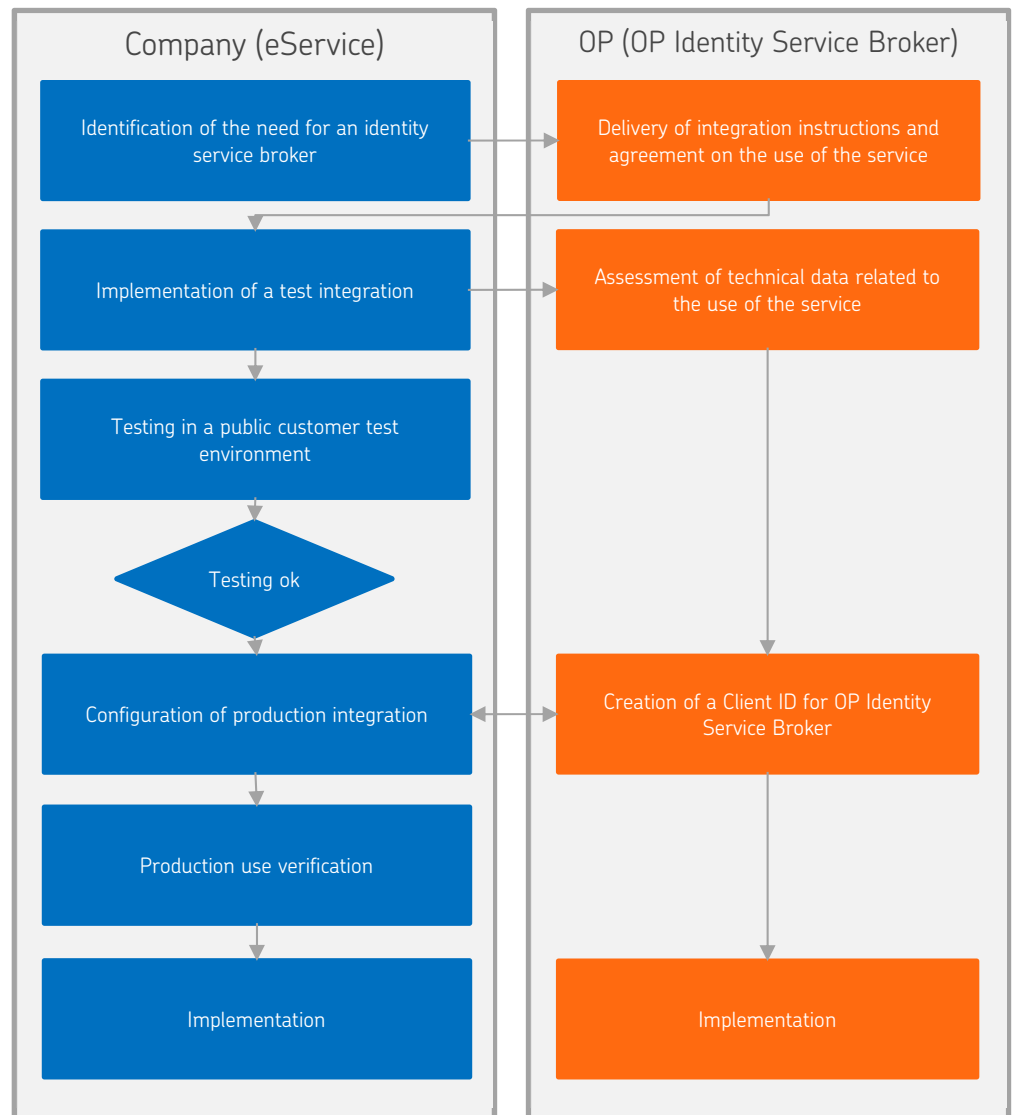 Company (eService)
OP (OP Identity Service Broker)
Identification of the need for an identity
service broker
Delivery of integration instructions and
agreement on the use of the service
Implementation of a test integration
Assessment of technical data related to
the use of the service
Testing in a public customer test
environment
Testing ok
Configuration of production integration
Creation of a Client ID for OP Identity
Service Broker
Production use verification
Implementation
Implementation